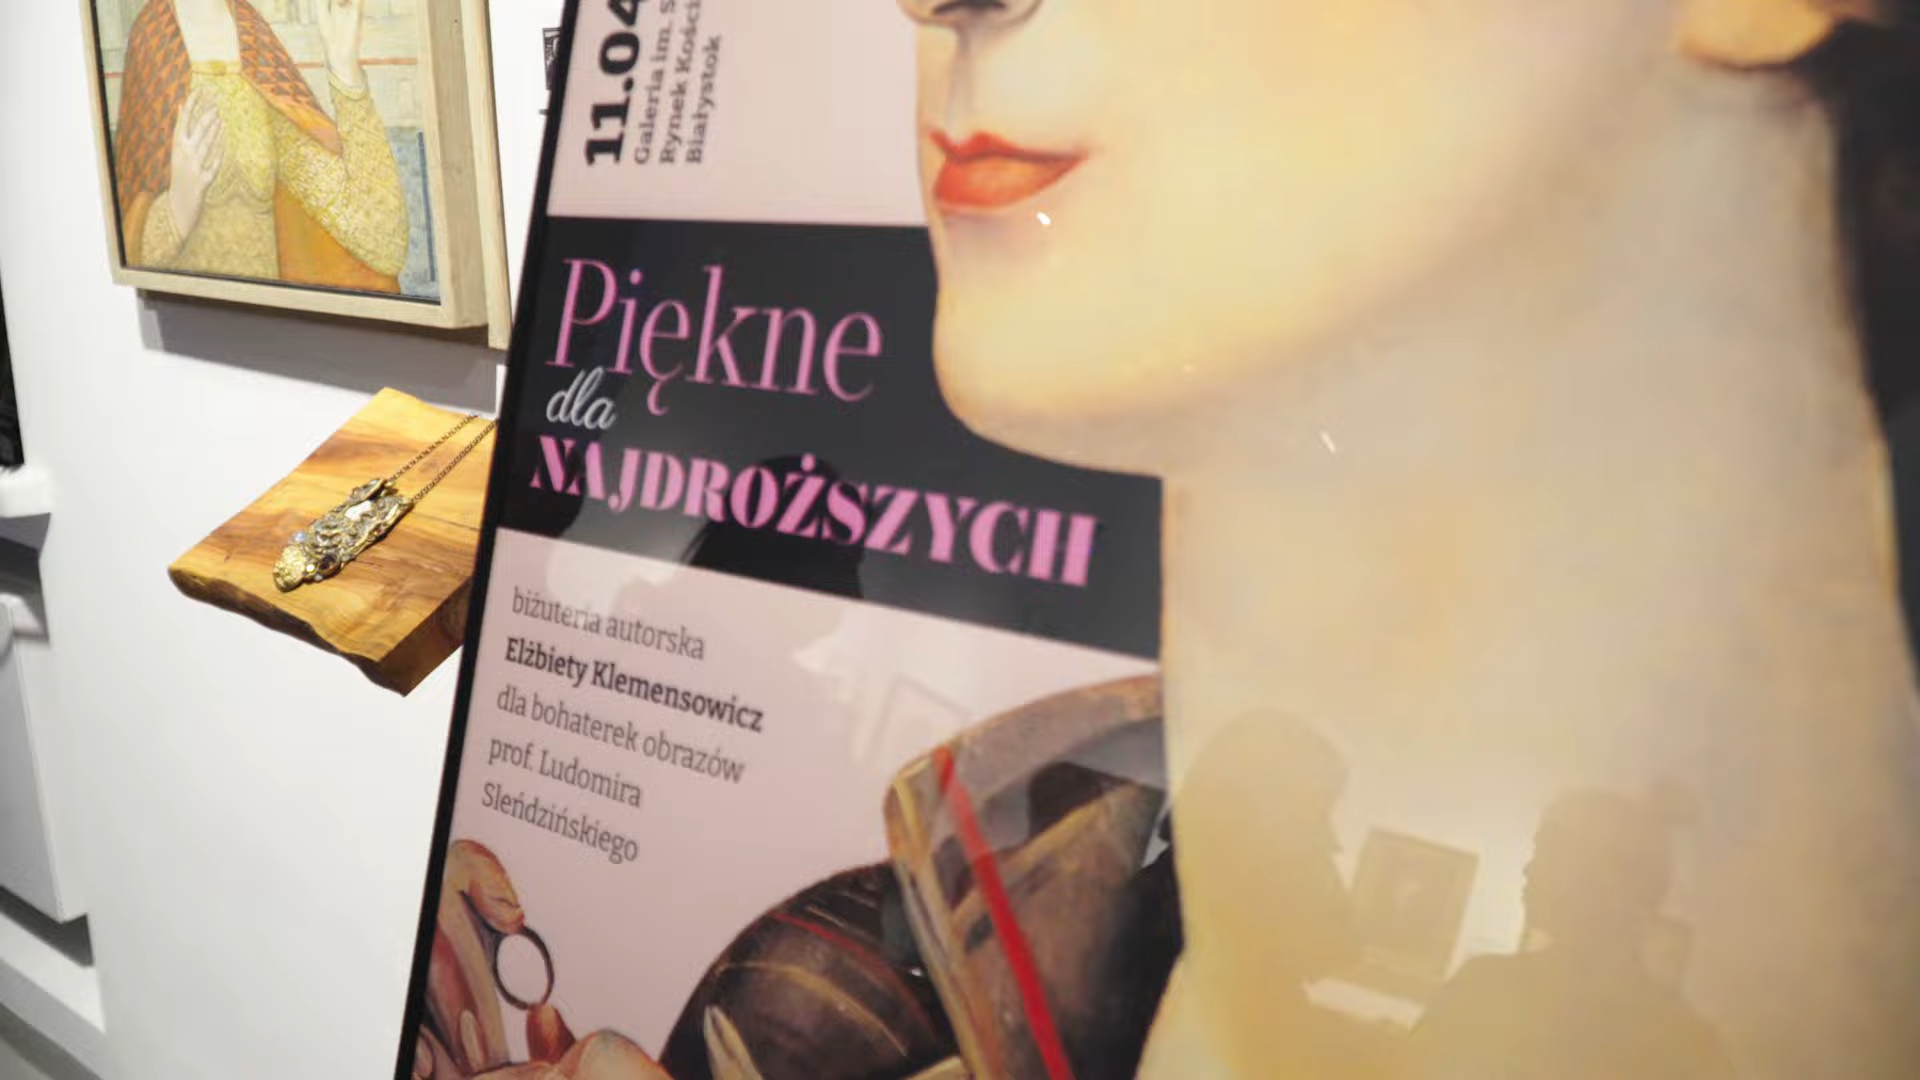 11.04
Galeria im. S
Rynek Kości
Białystok
Piękne
dla
NAJDROŻSZYCH
biżuteria autorska
Elżbiety Klemensowicz
dla bohaterek obrazów
prof. Ludomira
Sleńdzińskiego